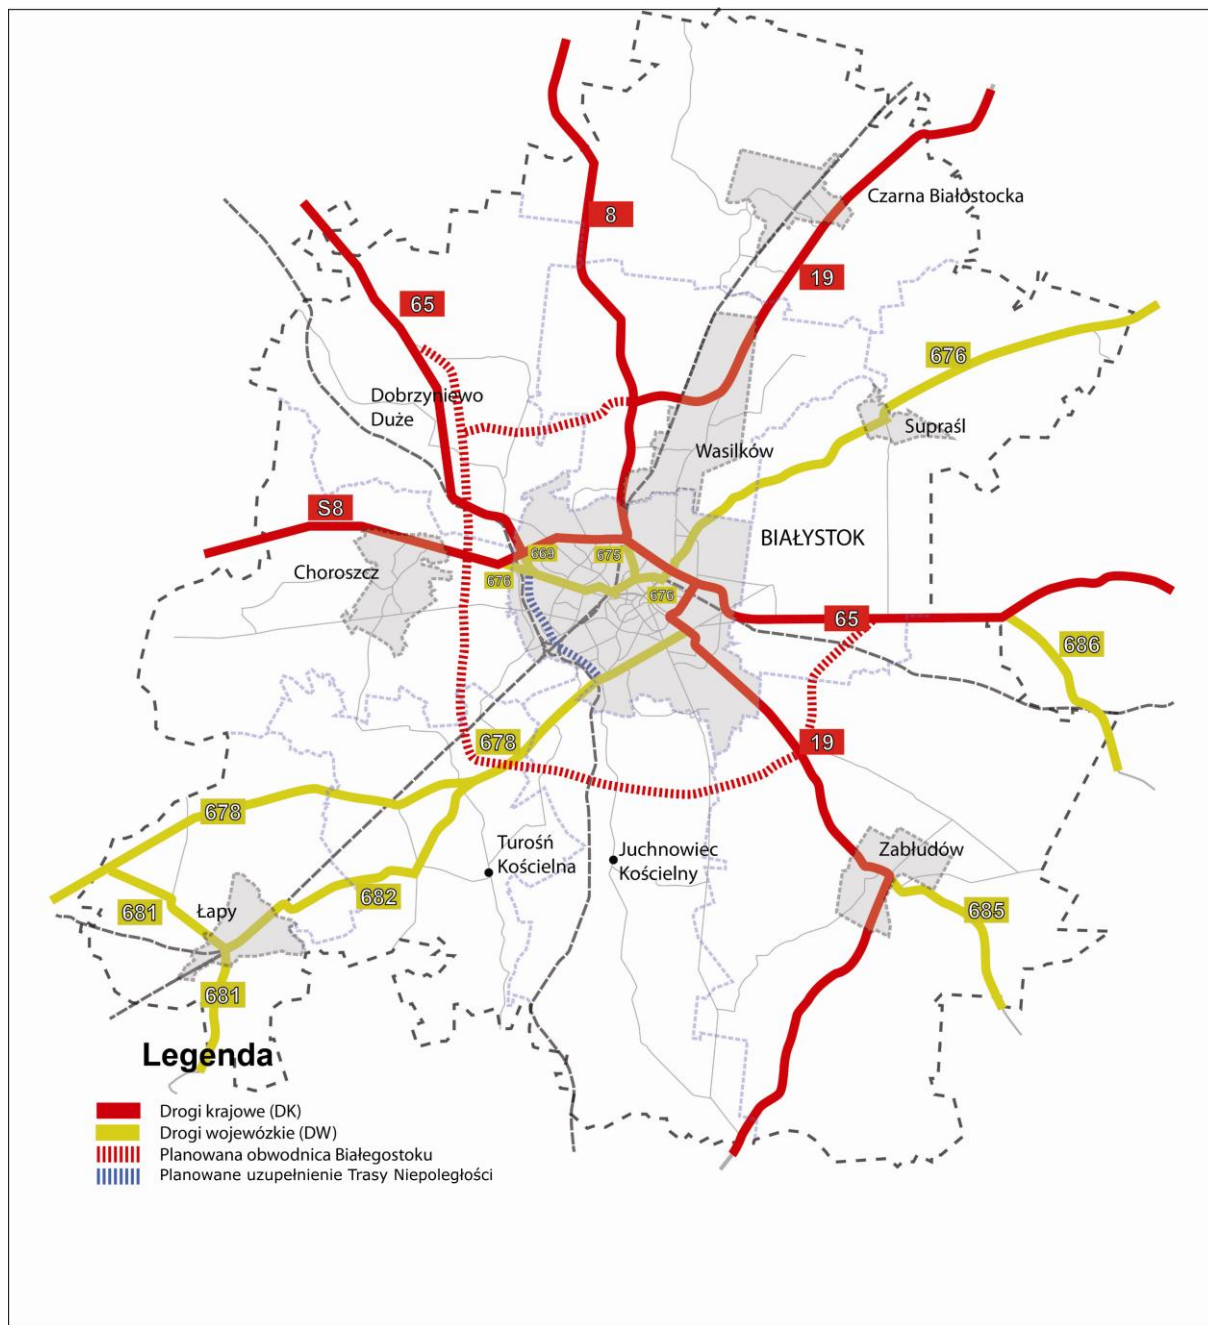 8
Czarna Białostocka
19
65
676
Dobrzyniewo
Duże
Supraśl
Wasilków
S8
BIAŁYSTOK
669
675
Choroszcz
676
676
65
686
678
19
678
Turośń
Kościelna
Juchnowiec
Kościelny
Zabłudów
682
681
Łapy
685
681
Legenda
Drogi krajowe (DK)
Drogi wojewózkie (DW)
Planowana obwodnica Białegostoku
Planowane uzupełnienie Trasy Niepoległości